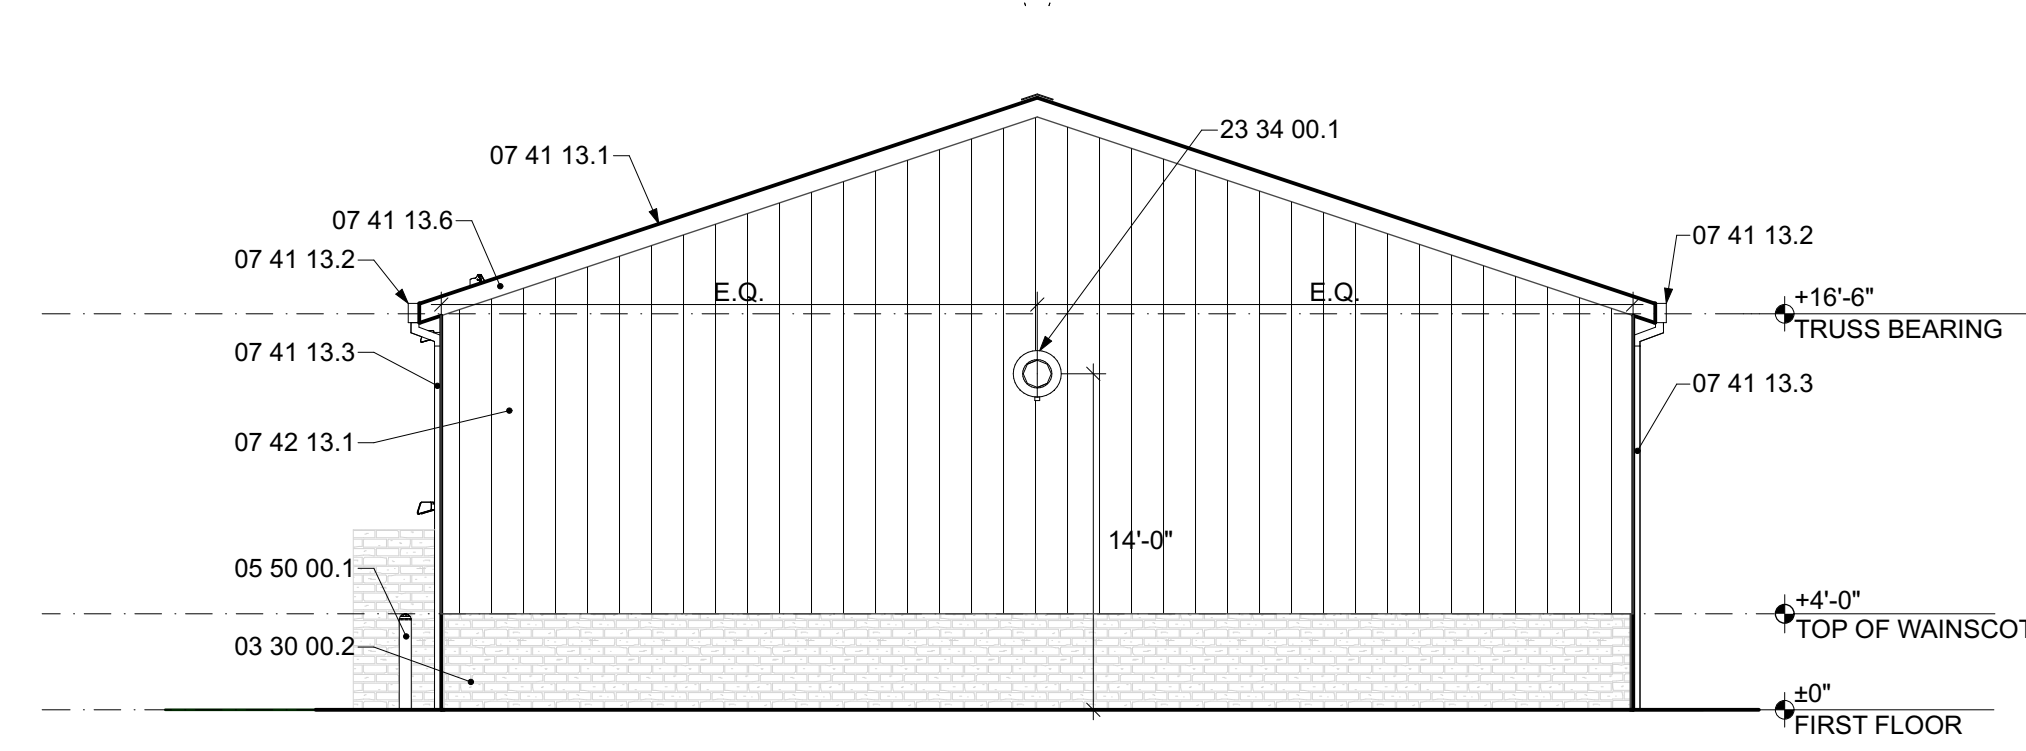 23 34 00.1
07 41 13.1
07 41 13.6
07 41 13.2
07 41 13.2
E.Q.
E.Q.
+16'-6"
TRUSS BEARING
07 41 13.3
07 41 13.3
07 42 13.1
14'-0"
05 50 00.1
+4'-0"
TOP OF WAINSCOT
03 30 00.2
±0"
FIRST FLOOR